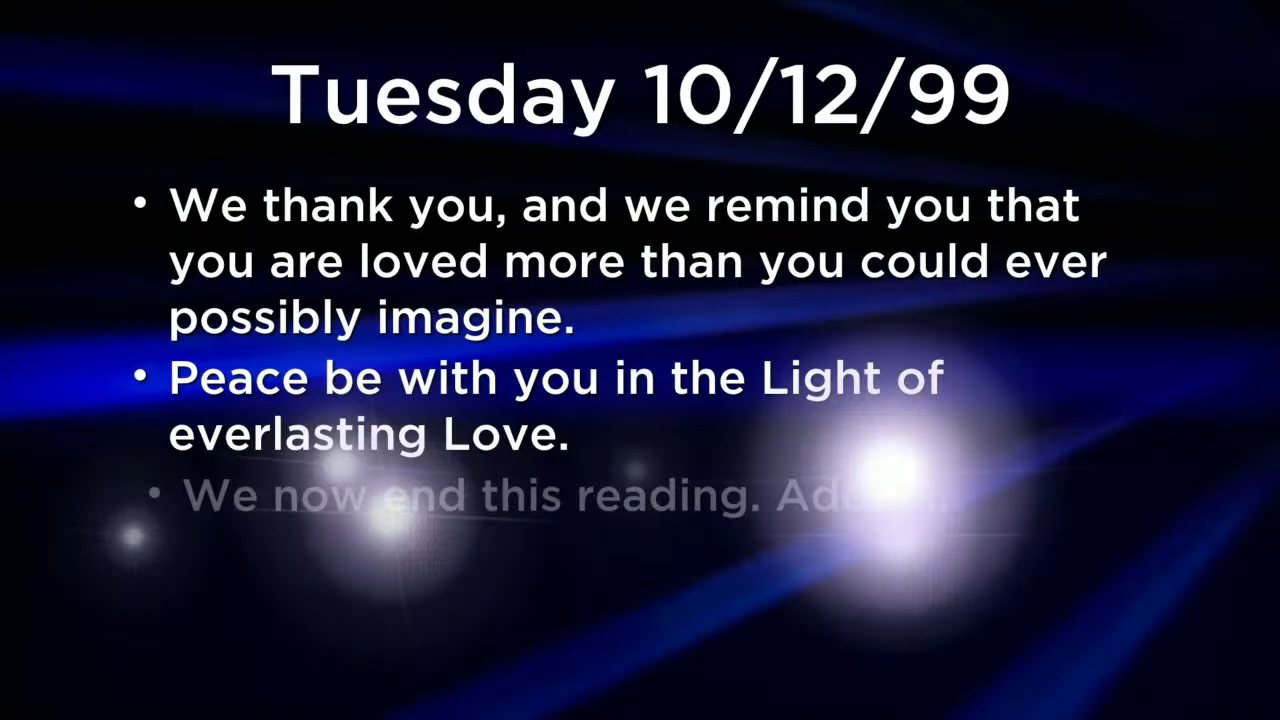 Tuesday 10/12/99
• We thank you, and we remind you that
you are loved more than you could ever
possibly imagine.
• Peace be with you in the Light of
everlasting Love.
• We now end this reading.